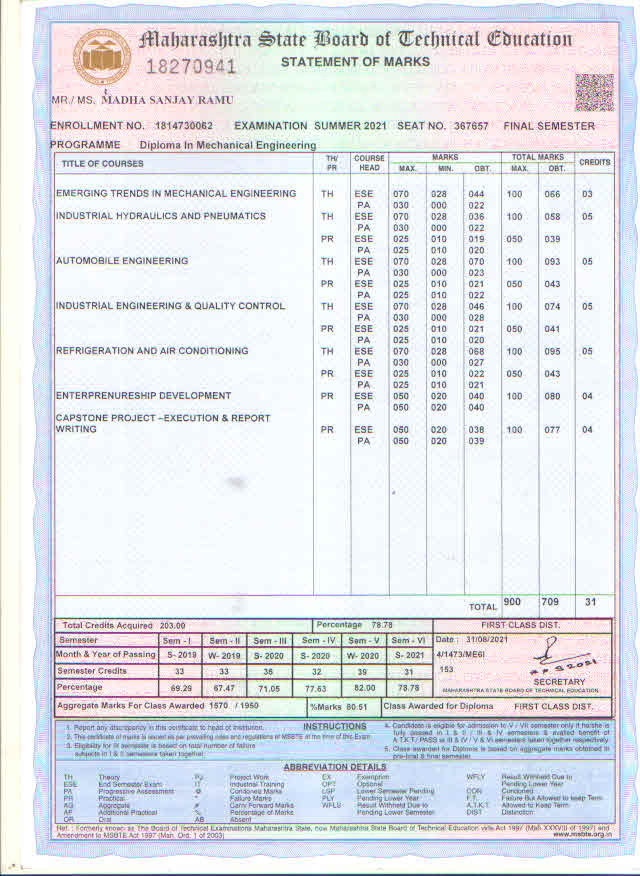 Maharashtra State Board of Technical Education
18270941
STATEMENT OF MARKS
MR./ MS. MADHA SANJAY RAMU
ENROLLMENT NO. 1814730062 EXAMINATION SUMMER 2021 SEAT NO. 367657 FINAL SEMESTER
PROGRAMME Diploma In Mechanical Engineering
TITLE OF COURSES TH/ PR COURSE HEAD MARKS MAX. MIN. OBT. TOTAL MARKS MAX. OBT. CREDITS
EMERGING TRENDS IN MECHANICAL ENGINEERING TH ESE 070 028 044 100 066 03
PA 030 000 022
INDUSTRIAL HYDRAULICS AND PNEUMATICS TH ESE 070 028 036 100 058 05
PA 030 000 022
PR ESE 025 010 019 050 039
PA 025 010 020
AUTOMOBILE ENGINEERING TH ESE 070 028 070 100 093 05
PA 030 000 023
PR ESE 025 010 021 050 043
PA 025 010 022
INDUSTRIAL ENGINEERING & QUALITY CONTROL TH ESE 070 028 046 100 074 05
PA 030 000 028
PR ESE 025 010 021 050 041
PA 025 010 020
REFRIGERATION AND AIR CONDITIONING TH ESE 070 028 068 100 095 05
PA 030 000 027
PR ESE 025 010 022 050 043
PA 025 010 021
ENTERPRENURESHIP DEVELOPMENT PR ESE 050 020 040 100 080 04
PA 050 020 040
CAPSTONE PROJECT –EXECUTION & REPORT
WRITING PR ESE 050 020 038 100 077 04
PA 050 020 039
TOTAL 900 709 31
Total Credits Acquired 203.00 Percentage 78.78 FIRST CLASS DIST.
Semester Sem - I Sem - II Sem - III Sem - IV Sem - V Sem - VI
Month & Year of Passing S- 2019 W- 2019 S- 2020 S- 2020 W- 2020 S- 2021
Semester Credits 33 33 35 32 39 31
Percentage 69.29 67.47 71.05 77.63 82.00 78.78
Date : 31/08/2021
4/1473/ME6I
153
SECRETARY
MAHARASHTRA STATE BOARD OF TECHNICAL EDUCATION
Aggregate Marks For Class Awarded 1570 / 1950 %Marks 80.51 Class Awarded for Diploma FIRST CLASS DIST.
INSTRUCTIONS
1. Report any discrepancy in this certificate to head of Institution.
2. This certificate of marks is issued as per prevailing rules and regulations of MSBTE at the time of this Exam.
3. Eligibility for III semester is based on total number of failure
subjects in I & II semesters taken together.
4. Candidate is eligible for admission to V / VII semester only if he/she is
fully passed in I & II / III & IV semesters & availed benefit of
A.T.K.T./ PASS at III & IV / V & VI semesters taken together respectively.
5. Class awarded for Diploma is based on aggregate marks obtained in
pre-final & final semester.
ABBREVIATION DETAILS
TH Theory PJ Project Work EX Exemption WFLY Result Withheld Due to
ESE End Semester Exam IT Industrial Training OPT Optional Pending Lower Year
PA Progressive Assessment @ Condoned Marks LSP Lower Semester Pending CON Condoned
PR Practical Failure Marks PLY Pending Lower Year F.T. Failure But Allowed to keep Term
AG Aggregate Carry Forward Marks WFLS Result Withheld Due to A.T.K.T. Allowed to Keep Term
AP Additional Practical % Percentage of Marks Pending Lower Semester DIST Distinction
OR Oral AB Absent
Ref. : Formerly known as The Board of Technical Examinations Maharashtra State, now Maharashtra State Board of Technical Education vide Act 1997 (Mah.XXXVIII of 1997) and
Amendment to MSBTE Act 1997 (Mah. Ord. 1 of 2003) www.msbte.org.in